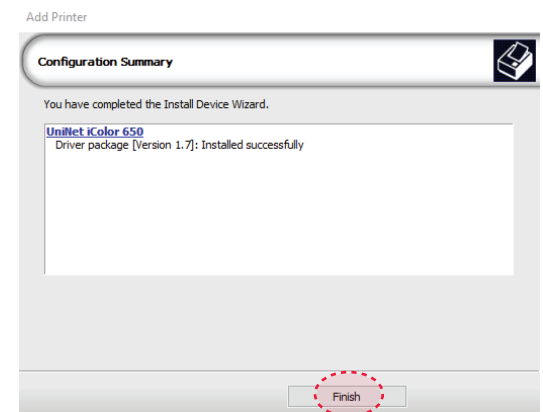 Add Printer
Configuration Summary
You have completed the Install Device Wizard.
UniNet iColor 650
Driver package [Version 1.7]: Installed successfully
Finish